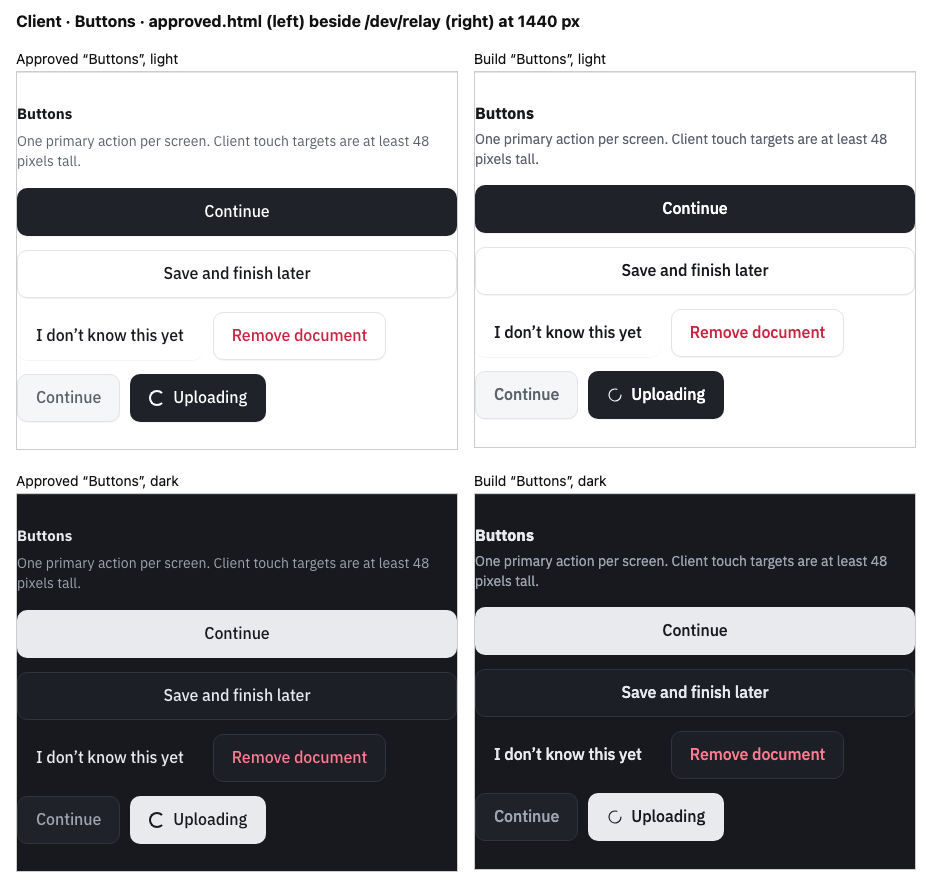 Client · Buttons · approved.html (left) beside /dev/relay (right) at 1440 px
Approved “Buttons”, light
Buttons
One primary action per screen. Client touch targets are at least 48
pixels tall.
Continue
Save and finish later
I don’t know this yet
Remove document
Continue
Uploading
Build “Buttons”, light
Buttons
One primary action per screen. Client touch targets are at least 48
pixels tall.
Continue
Save and finish later
I don’t know this yet
Remove document
Continue
Uploading
Approved “Buttons”, dark
Buttons
One primary action per screen. Client touch targets are at least 48
pixels tall.
Continue
Save and finish later
I don’t know this yet
Remove document
Continue
Uploading
Build “Buttons”, dark
Buttons
One primary action per screen. Client touch targets are at least 48
pixels tall.
Continue
Save and finish later
I don’t know this yet
Remove document
Continue
Uploading